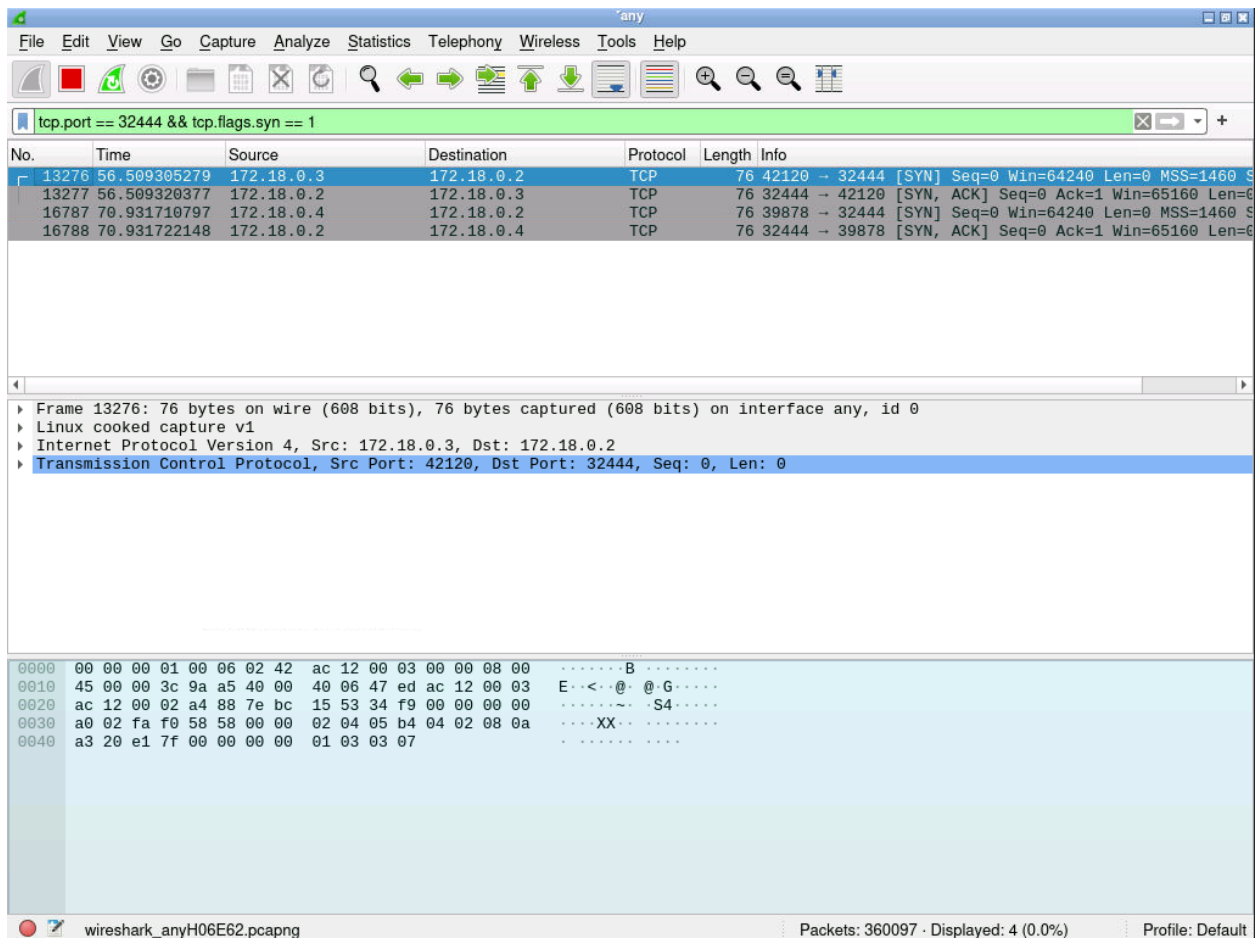 *any
File Edit View Go Capture Analyze Statistics Telephony Wireless Tools Help
tcp.port == 32444 && tcp.flags.syn == 1
No. Time Source Destination Protocol Length Info
13276 56.509305279 172.18.0.3 172.18.0.2 TCP 76 42120 → 32444 [SYN] Seq=0 Win=64240 Len=0 MSS=1460 S
13277 56.509320377 172.18.0.2 172.18.0.3 TCP 76 32444 → 42120 [SYN, ACK] Seq=0 Ack=1 Win=65160 Len=0
16787 70.931710797 172.18.0.4 172.18.0.2 TCP 76 39878 → 32444 [SYN] Seq=0 Win=64240 Len=0 MSS=1460 S
16788 70.931722148 172.18.0.2 172.18.0.4 TCP 76 32444 → 39878 [SYN, ACK] Seq=0 Ack=1 Win=65160 Len=0
Frame 13276: 76 bytes on wire (608 bits), 76 bytes captured (608 bits) on interface any, id 0
Linux cooked capture v1
Internet Protocol Version 4, Src: 172.18.0.3, Dst: 172.18.0.2
Transmission Control Protocol, Src Port: 42120, Dst Port: 32444, Seq: 0, Len: 0
0000 00 00 00 01 00 06 02 42 ac 12 00 03 00 00 08 00 ·······B ········
0010 45 00 00 3c 9a a5 40 00 40 06 47 ed ac 12 00 03 E··<··@· @·G·····
0020 ac 12 00 02 a4 88 7e bc 15 53 34 f9 00 00 00 00 ······~· ·S4·····
0030 a0 02 fa f0 58 58 00 00 02 04 05 b4 04 02 08 0a ····XX·· ········
0040 a3 20 e1 7f 00 00 00 00 01 03 03 07 · ······ ····
wireshark_anyH06E62.pcapng Packets: 360097 · Displayed: 4 (0.0%) Profile: Default